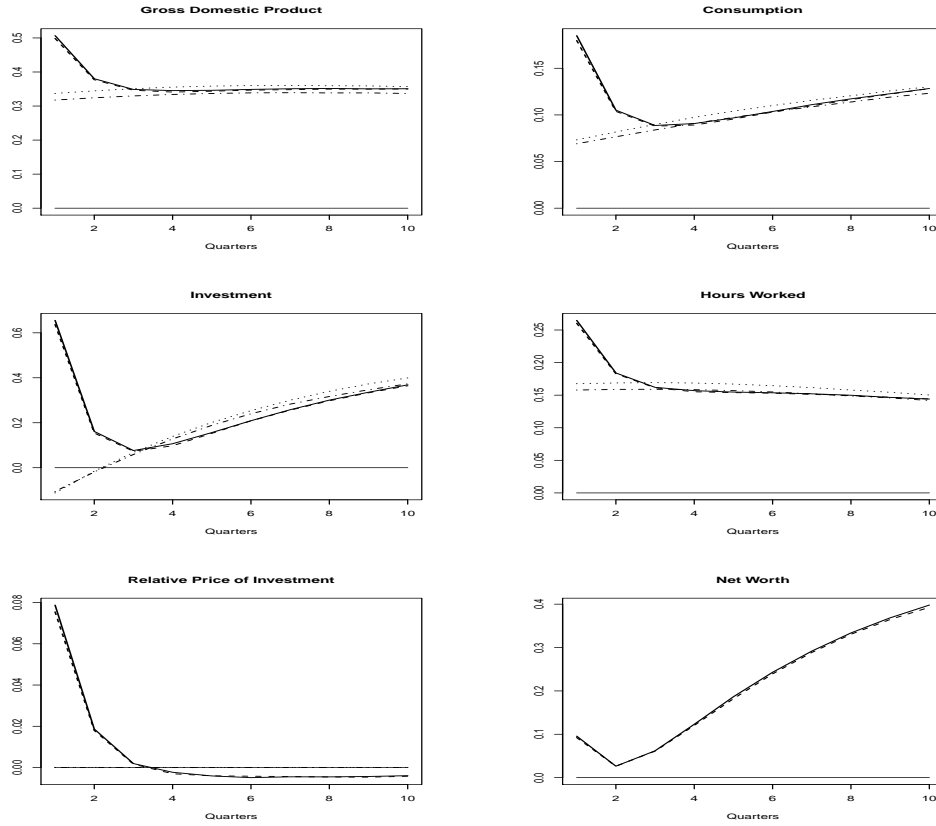 Gross Domestic Product
0.0 0.1 0.2 0.3 0.4 0.5
2 4 6 8 10
Quarters
Consumption
0.00 0.05 0.10 0.15
2 4 6 8 10
Quarters
Investment
0.0 0.2 0.4 0.6
2 4 6 8 10
Quarters
Hours Worked
0.00 0.05 0.10 0.15 0.20 0.25
2 4 6 8 10
Quarters
Relative Price of Investment
0.00 0.02 0.04 0.06 0.08
2 4 6 8 10
Quarters
Net Worth
0.0 0.1 0.2 0.3 0.4
2 4 6 8 10
Quarters